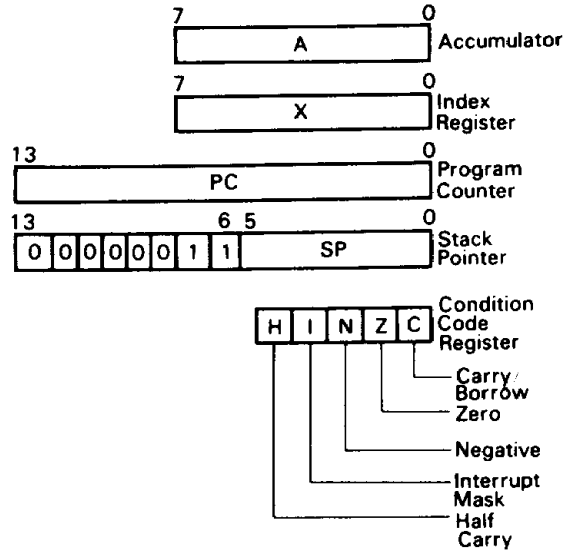 7 0
A Accumulator
7 0
X Index
Register
13 0
PC Program
Counter
13 6 5 0
0 0 0 0 0 0 1 1 SP Stack
Pointer
Condition
H I N Z C Code
Register
Carry/
Borrow
Zero
Negative
Interrupt
Mask
Half
Carry